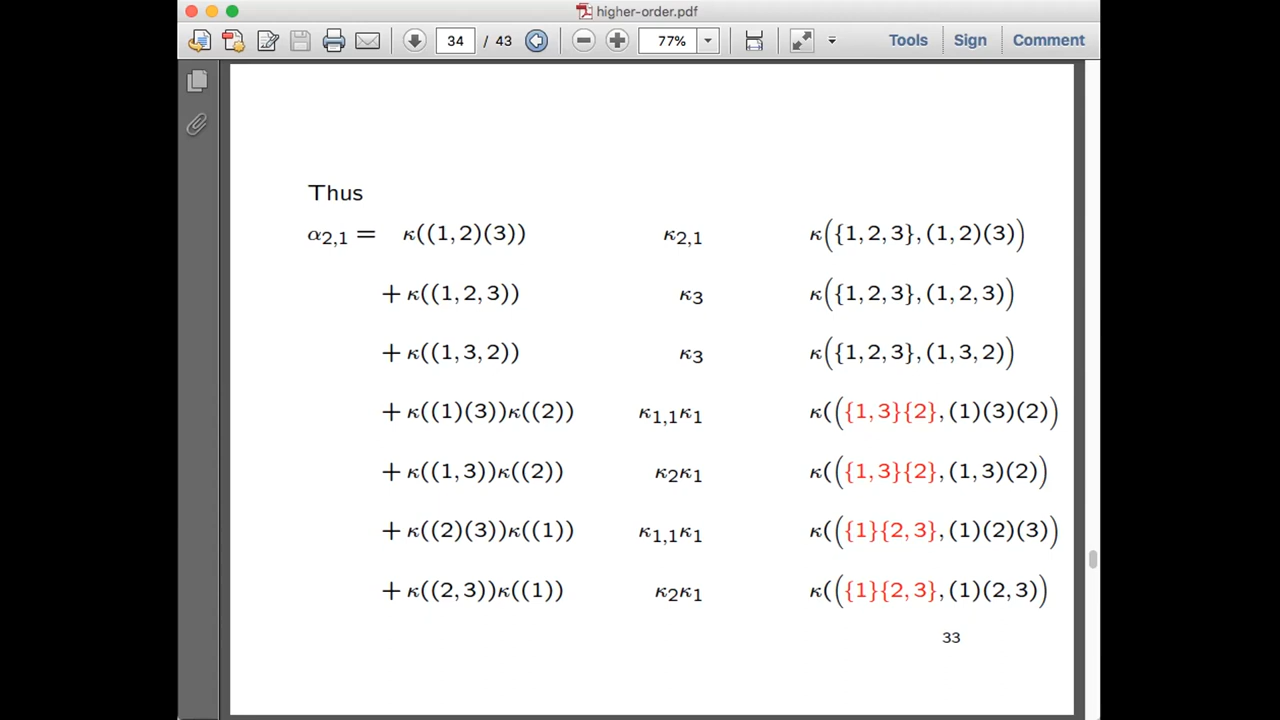 higher-order.pdf
34 / 43 77% Tools Sign Comment
Thus
α2,1 = κ((1, 2)(3)) κ2,1 κ({1, 2, 3}, (1, 2)(3))
+ κ((1, 2, 3)) κ3 κ({1, 2, 3}, (1, 2, 3))
+ κ((1, 3, 2)) κ3 κ({1, 2, 3}, (1, 3, 2))
+ κ((1)(3))κ((2)) κ1,1κ1 κ(({1, 3}{2}, (1)(3)(2))
+ κ((1, 3))κ((2)) κ2κ1 κ(({1, 3}{2}, (1, 3)(2))
+ κ((2)(3))κ((1)) κ1,1κ1 κ(({1}{2, 3}, (1)(2)(3))
+ κ((2, 3))κ((1)) κ2κ1 κ(({1}{2, 3}, (1)(2, 3))
33